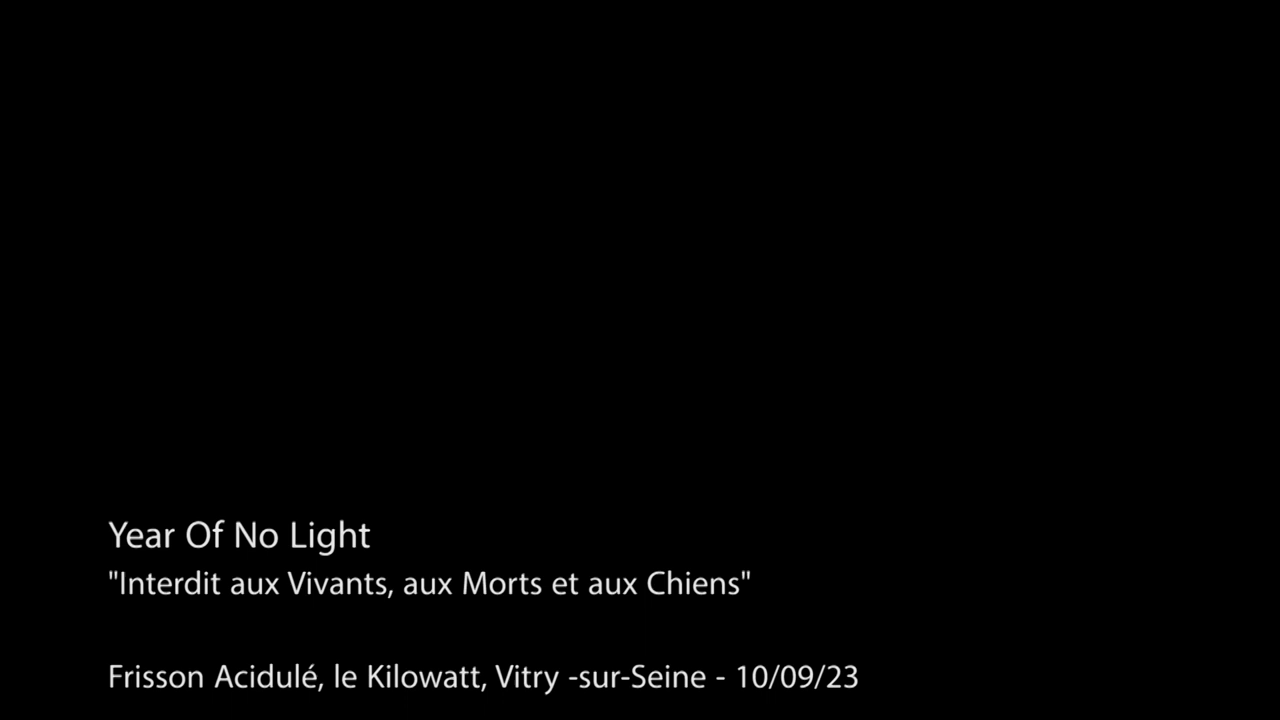 Year Of No Light
"Interdit aux Vivants, aux Morts et aux Chiens"
Frisson Acidulé, le Kilowatt, Vitry -sur-Seine - 10/09/23